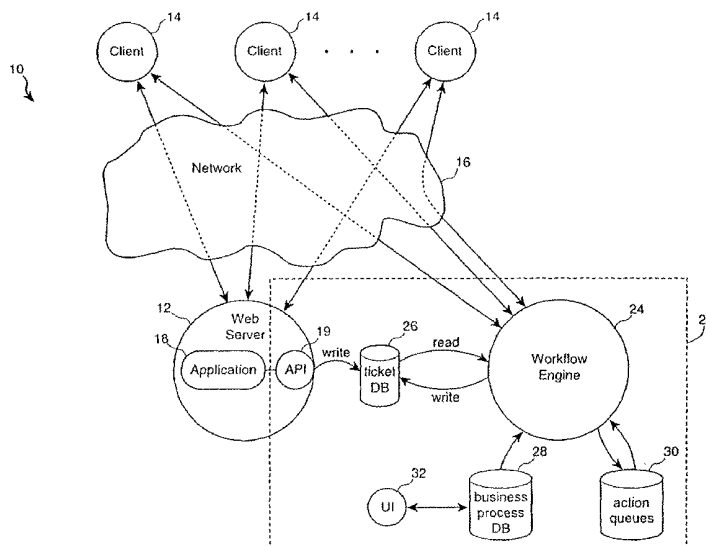 14
14
14
Client
Client
. . .
Client
10
Network
16
12
Web
Server
24
2
18
19
26
write
read
Application
API
ticket
DB
Workflow
Engine
write
28
30
32
UI
business
process
DB
action
queues